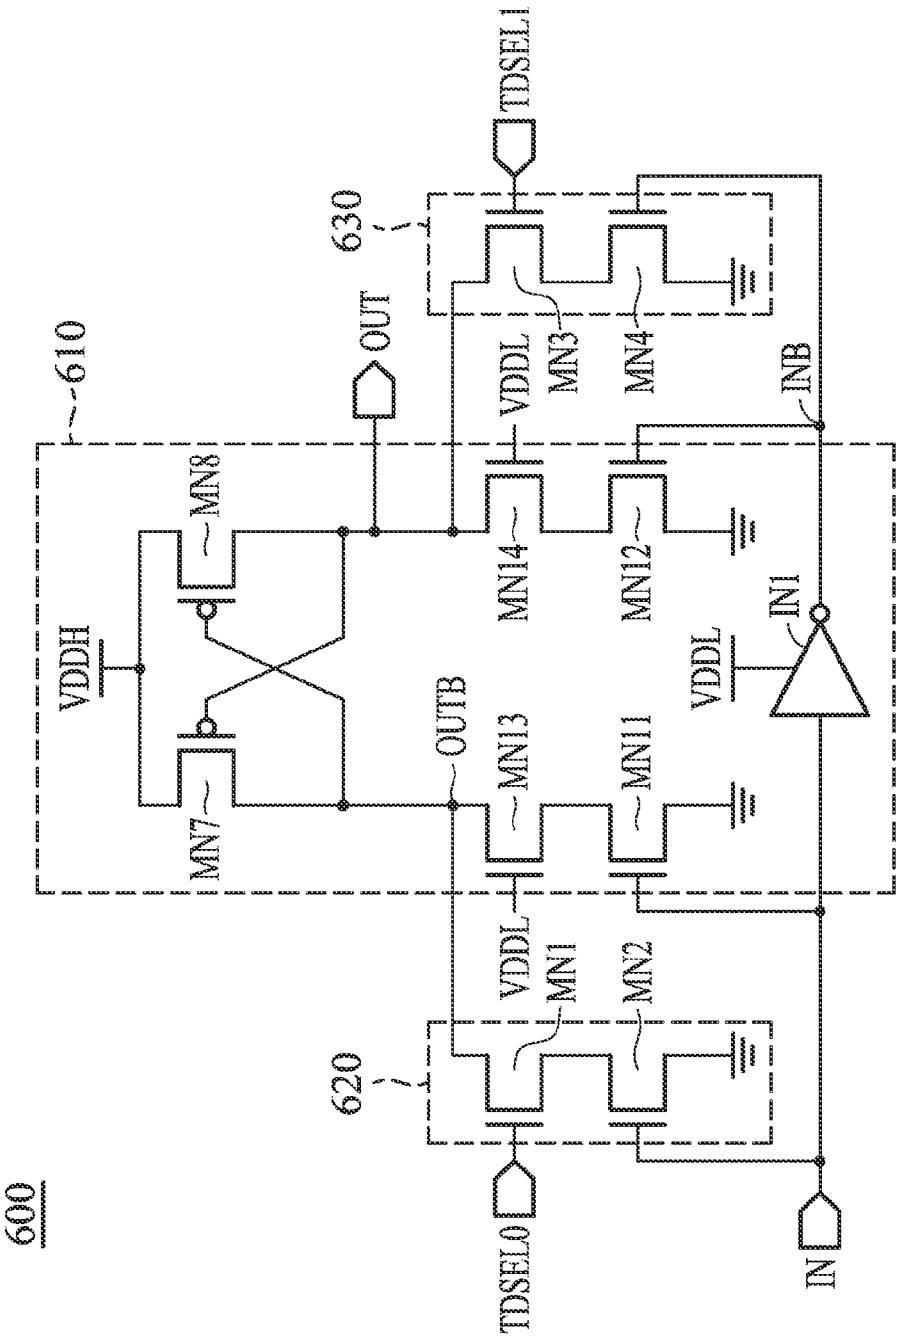 600
610
VDDH
MN7
MN8
OUT
620
OUTB
630
TDSEL0
MN1
VDDL
MN13
MN14
VDDL
MN3
TDSEL1
MN2
MN11
MN12
MN4
VDDL
IN1
INB
IN